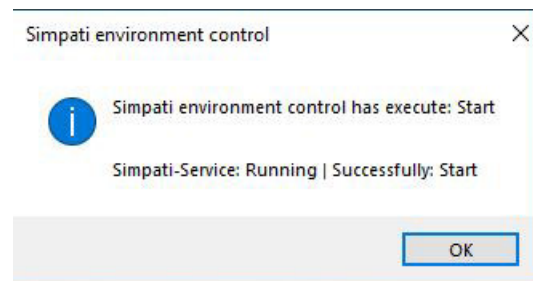 Simpati environment control
Simpati environment control has execute: Start
Simpati-Service: Running | Successfully: Start
OK